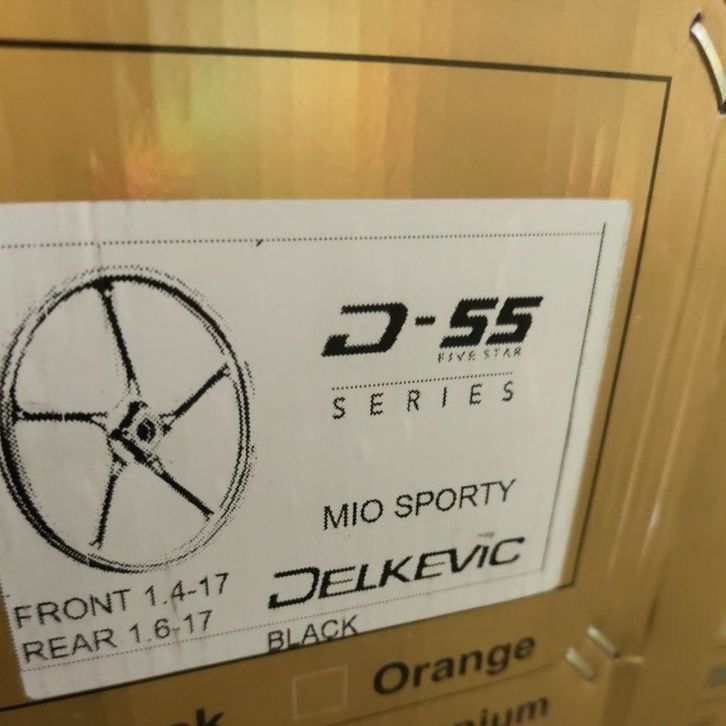 D-55
FIVE STAR
SERIES
MIO SPORTY
DELKEVIC
FRONT 1.4-17
REAR 1.6-17
BLACK
Orange